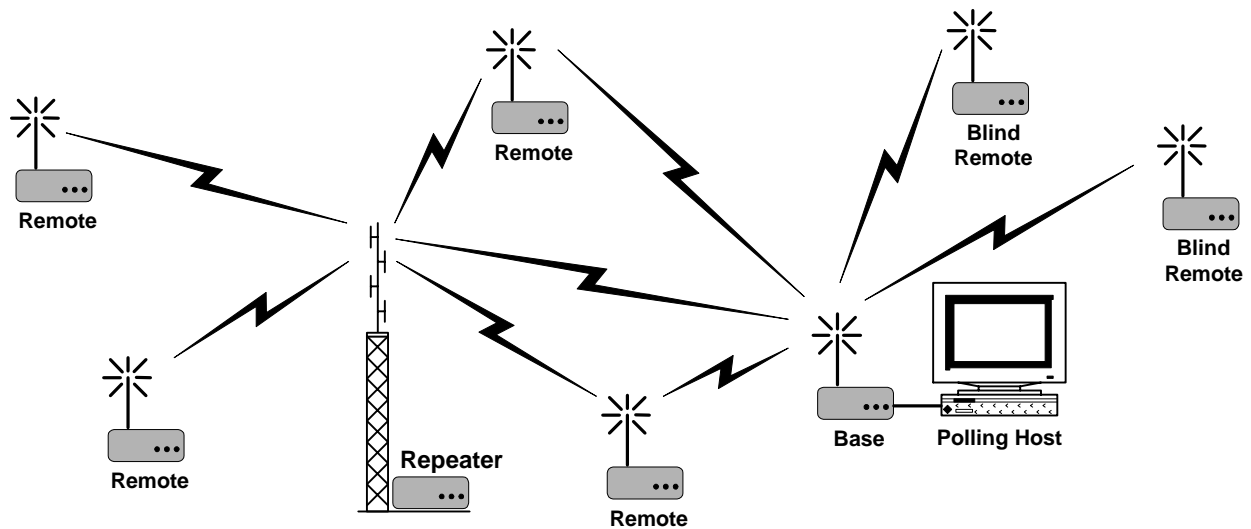 Remote
Remote
Blind
Remote
Blind
Remote
Remote
Repeater
Remote
Base
Polling Host